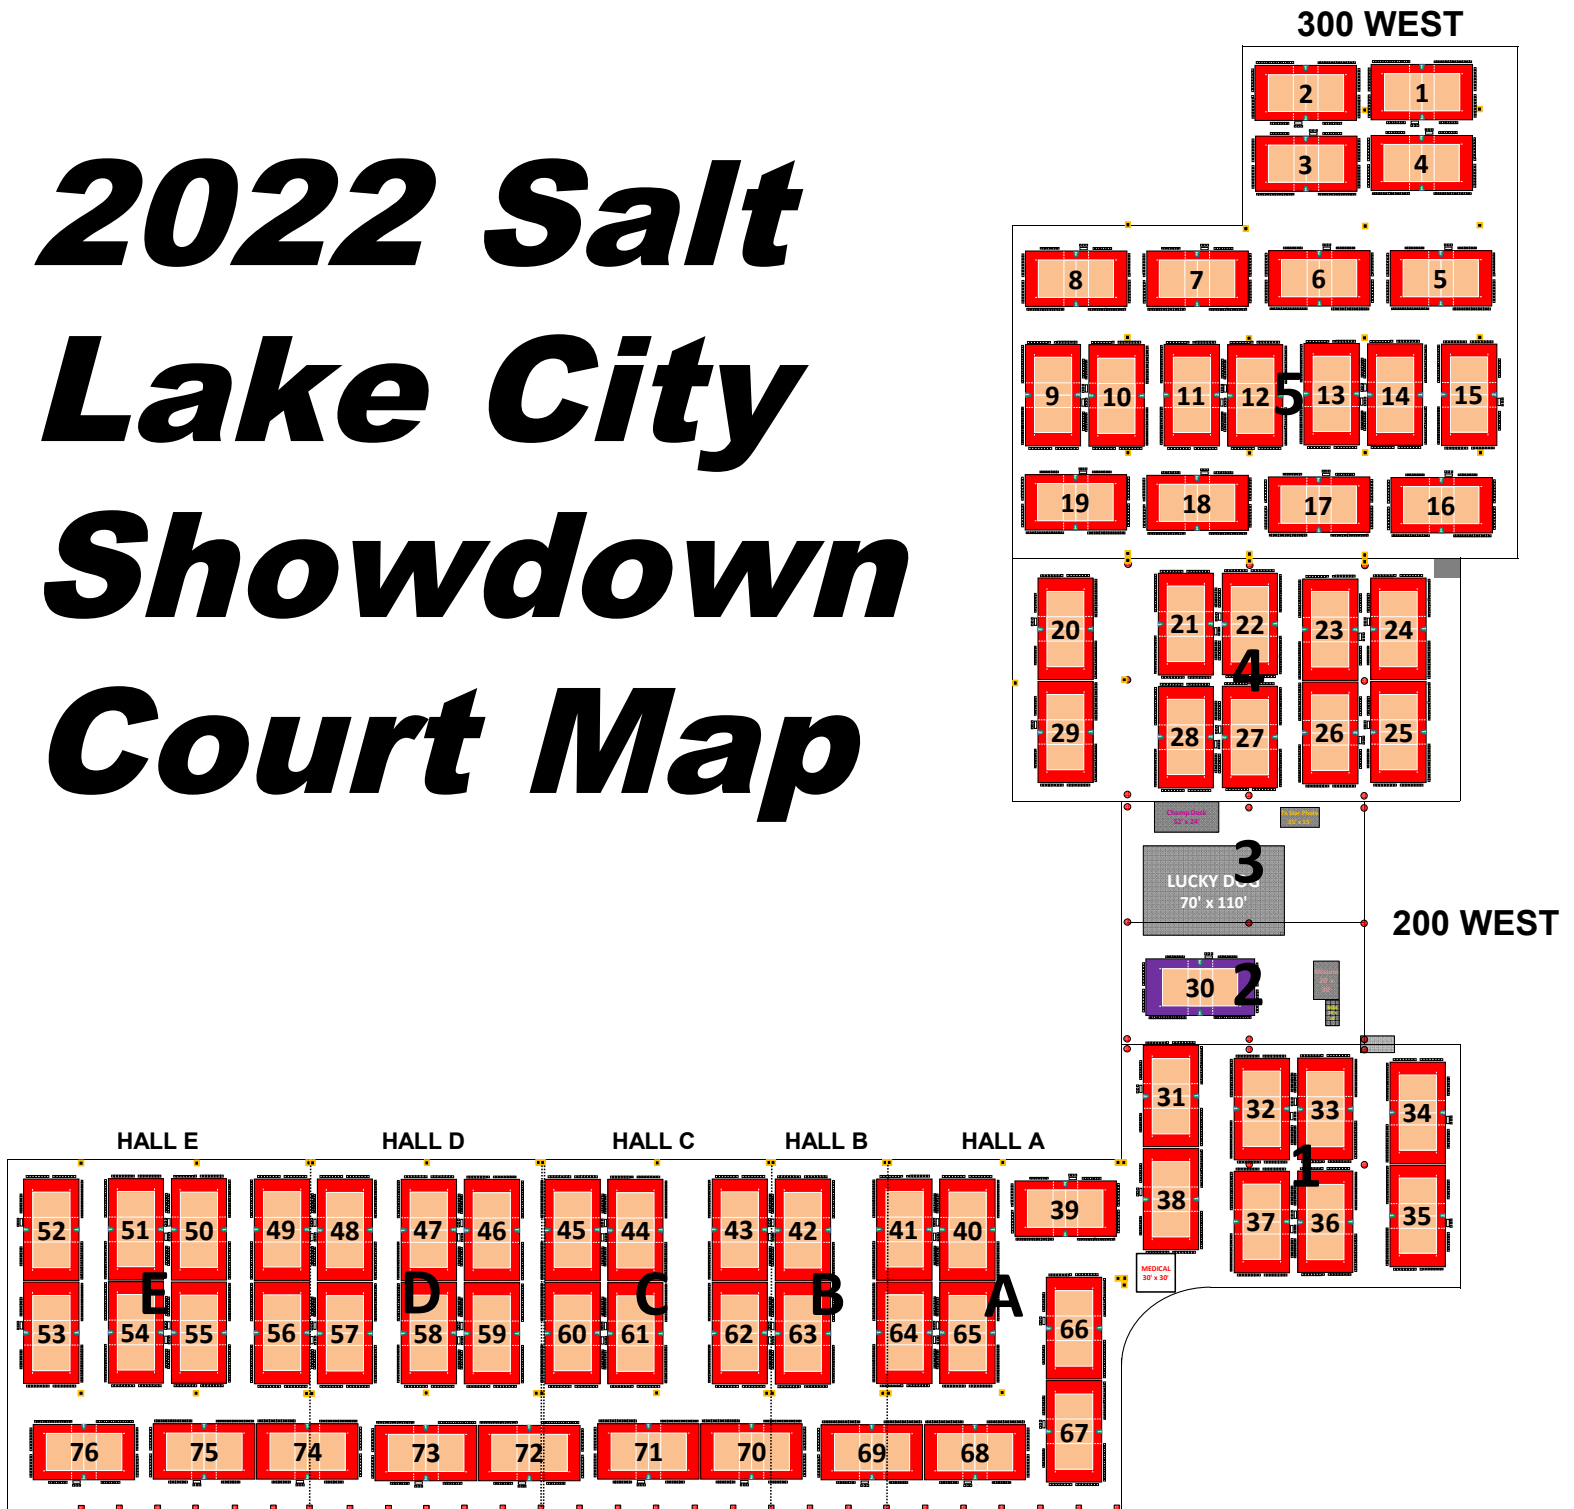 300 WEST
2 1
3 4
2022 Salt
Lake City
Showdown
Court Map
8 7 6 5
9 10 11 12 5 13 14 15
19 18 17 16
20 21 22 23 24
4
29 28 27 26 25
Champ Deck
3
LUCKY DOG
70' x 110'
200 WEST
30 2
31 32 33 34
1
38 37 36 35
MEDICAL
30' x 30'
HALL E HALL D HALL C HALL B HALL A
39
52 51 50 49 48 47 46 45 44 43 42 41 40
E D C B A
53 54 55 56 57 58 59 60 61 62 63 64 65 66
76 75 74 73 72 71 70 69 68 67